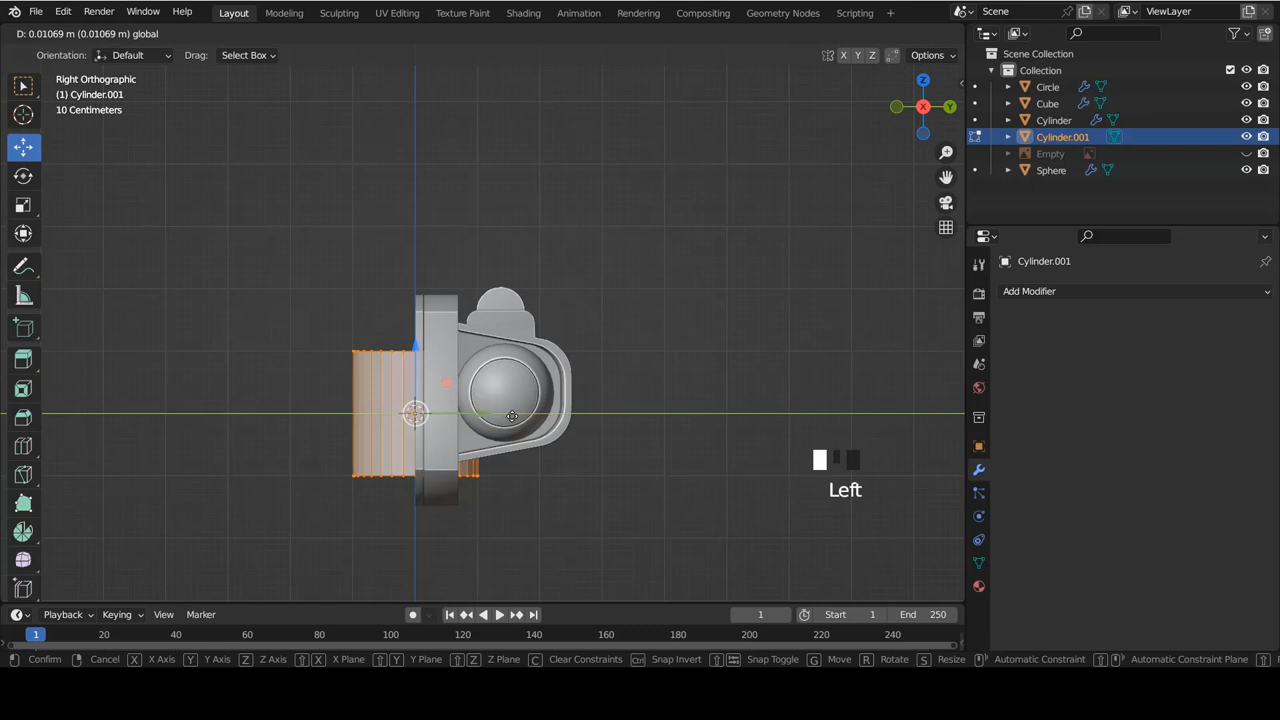 File Edit Render Window Help Layout Modeling Sculpting UV Editing Texture Paint Shading Animation Rendering Compositing Geometry Nodes Scripting + Scene ViewLayer
D: 0.01069 m (0.01069 m) global
Orientation: Default Drag: Select Box X Y Z Options
Right Orthographic
(1) Cylinder.001
10 Centimeters
Z
X
Y
Left
Scene Collection
Collection
Circle
Cube
Cylinder
Cylinder.001
Empty
Sphere
Cylinder.001
Add Modifier
Playback Keying View Marker 1 Start 1 End 250
1 20 40 60 80 100 120 140 160 180 200 220 240
Confirm Cancel X X Axis Y Y Axis Z Z Axis X X Plane Y Y Plane Z Z Plane C Clear Constraints Ctrl Snap Invert Snap Toggle G Move R Rotate S Resize Automatic Constraint Automatic Constraint Plane